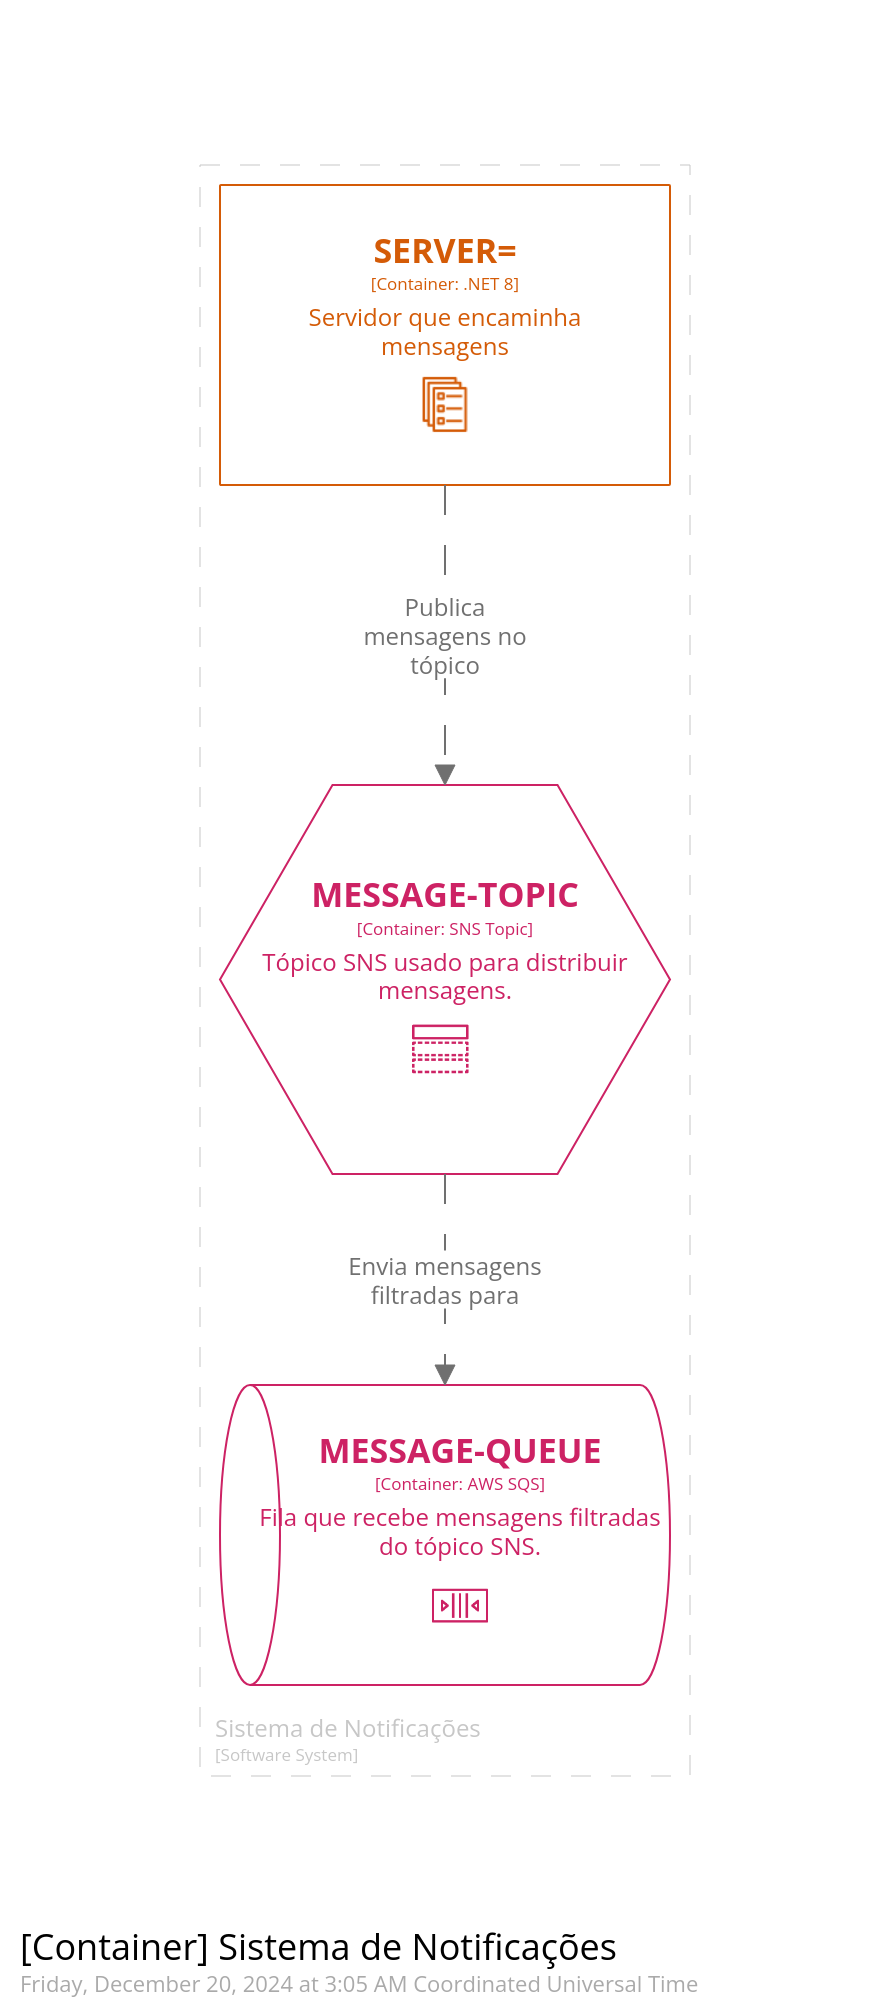 SERVER=
[Container: .NET 8]
Servidor que encaminha
mensagens
Publica
mensagens no
tópico
MESSAGE-TOPIC
[Container: SNS Topic]
Tópico SNS usado para distribuir
mensagens.
Envia mensagens
filtradas para
MESSAGE-QUEUE
[Container: AWS SQS]
Fila que recebe mensagens filtradas
do tópico SNS.
Sistema de Notificações
[Software System]
[Container] Sistema de Notificações
Friday, December 20, 2024 at 3:05 AM Coordinated Universal Time